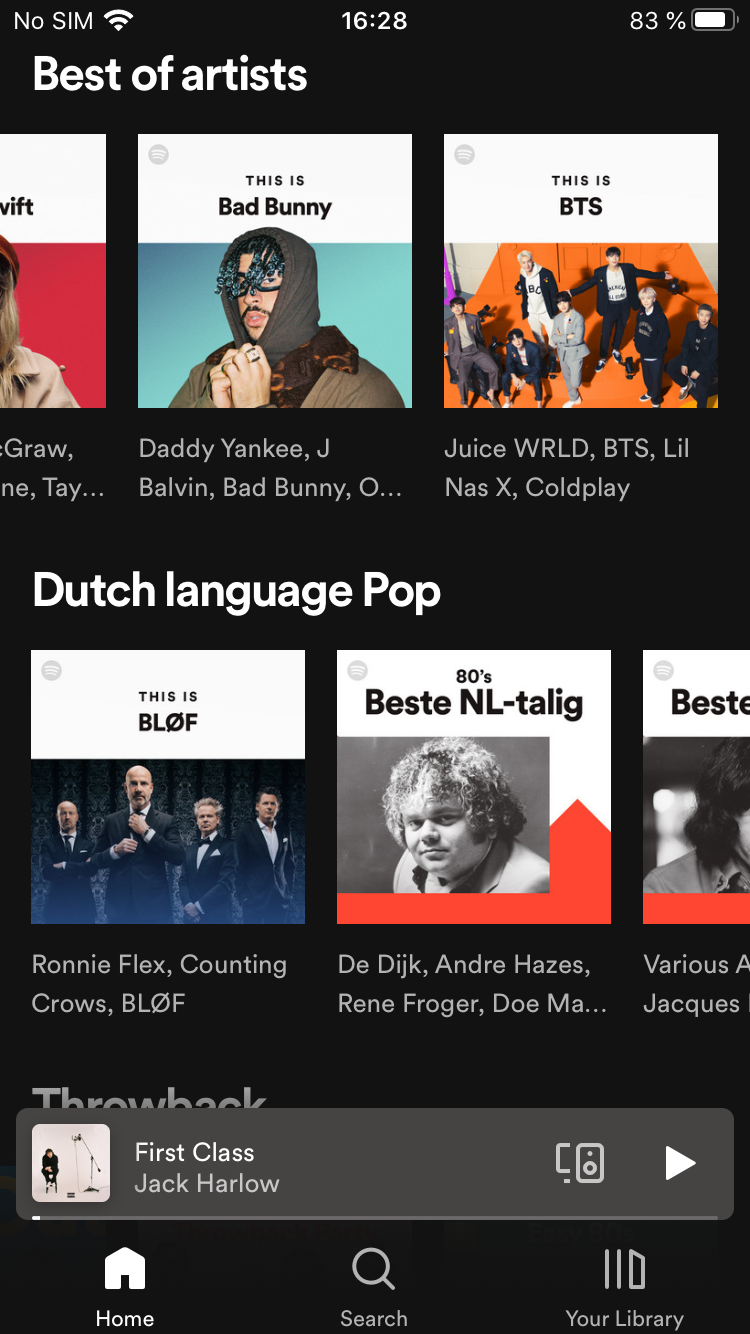 No SIM 16:28 83 %
Best of artists
THIS IS
THIS IS
wift
Bad Bunny
BTS
cGraw,
Daddy Yankee, J
Juice WRLD, BTS, Lil
ne, Tay...
Balvin, Bad Bunny, O...
Nas X, Coldplay
Dutch language Pop
THIS IS
BLØF
80's
Beste NL-talig
Beste
Ronnie Flex, Counting
Crows, BLØF
De Dijk, Andre Hazes,
Rene Froger, Doe Ma...
Various A
Jacques
Throwback
First Class
Jack Harlow
Home
Search
Your Library